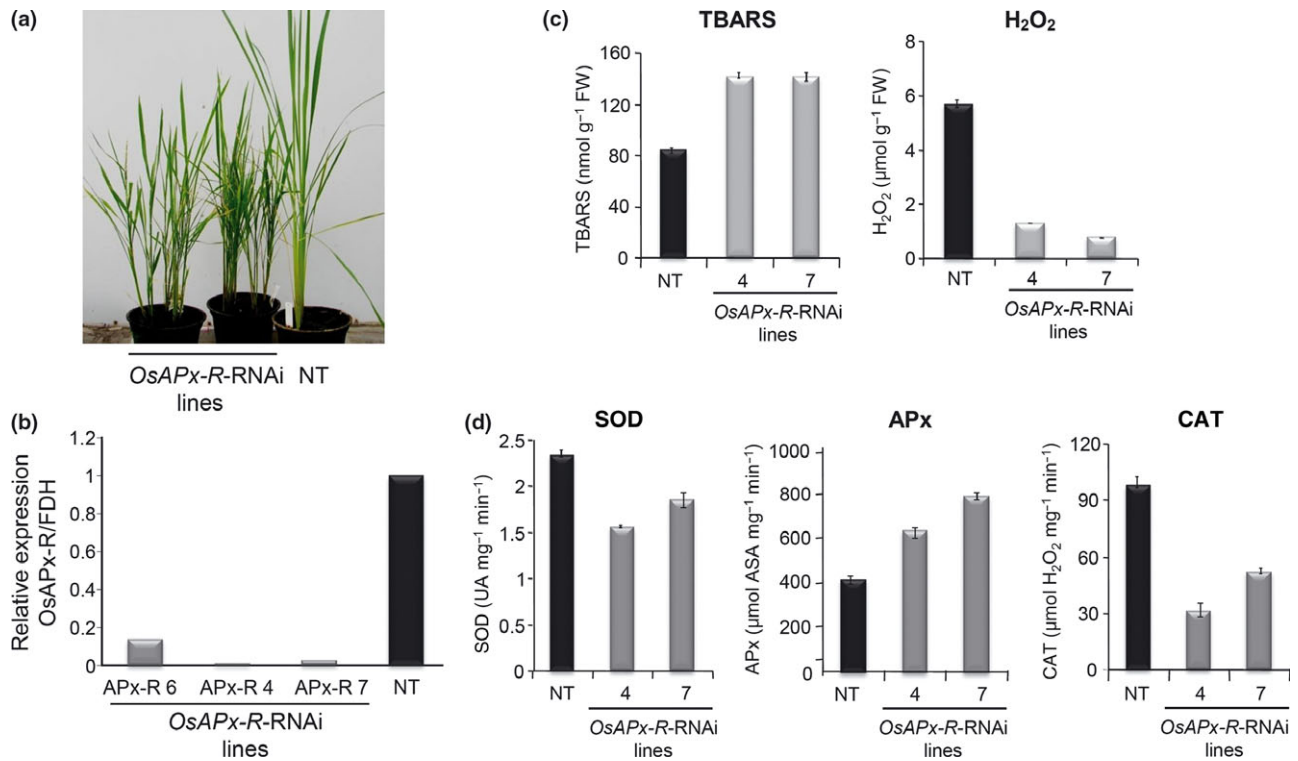 (a)
OsAPx-R-RNAi NT
lines
(b)
Relative expression
OsAPx-R/FDH
1.2
1
0.8
0.6
0.4
0.2
0
APx-R 6 APx-R 4 APx-R 7 NT
OsAPx-R-RNAi
lines
(c)
TBARS
TBARS (nmol g⁻¹ FW)
160
120
80
40
0
NT 4 7
OsAPx-R-RNAi
lines
H₂O₂
H₂O₂ (µmol g⁻¹ FW)
8
6
4
2
0
NT 4 7
OsAPx-R-RNAi
lines
(d)
SOD
SOD (UA mg⁻¹ min⁻¹)
2.5
2
1.5
1
2.5
0
NT 4 7
OsAPx-R-RNAi
lines
APx
APx (µmol ASA mg⁻¹ min⁻¹)
1000
800
600
400
200
0
NT 4 7
OsAPx-R-RNAi
lines
CAT
CAT (µmol H₂O₂ mg⁻¹ min⁻¹)
120
90
60
30
0
NT 4 7
OsAPx-R-RNAi
lines